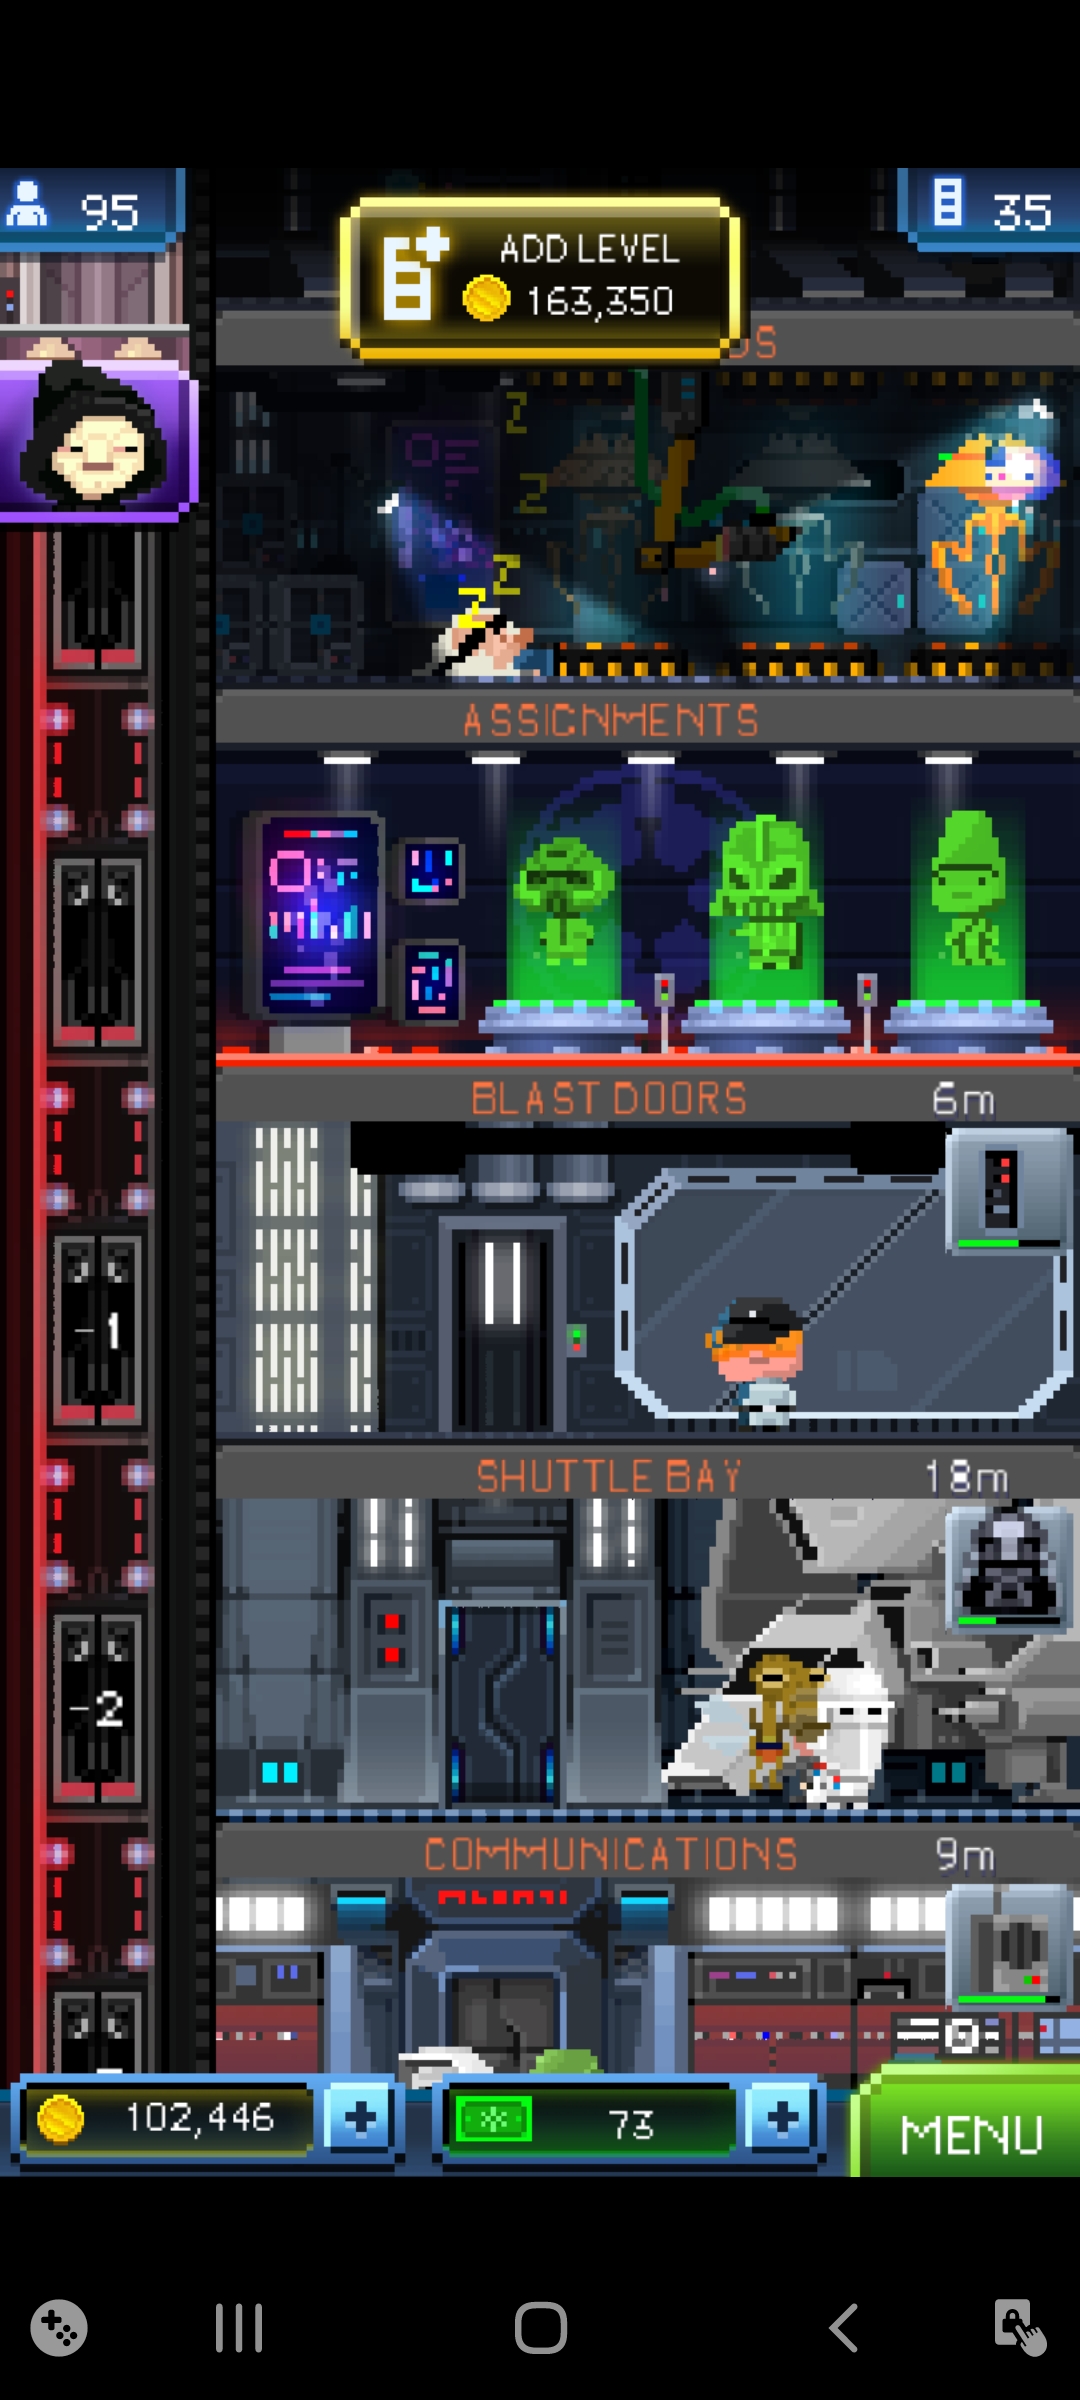 95
ADD LEVEL
163,350
35
DS
Z
Z
Z
Z
ASSIGNMENTS
BLAST DOORS 6m
-1
SHUTTLE BAY 18m
-2
COMMUNICATIONS 9m
102,446
73
MENU